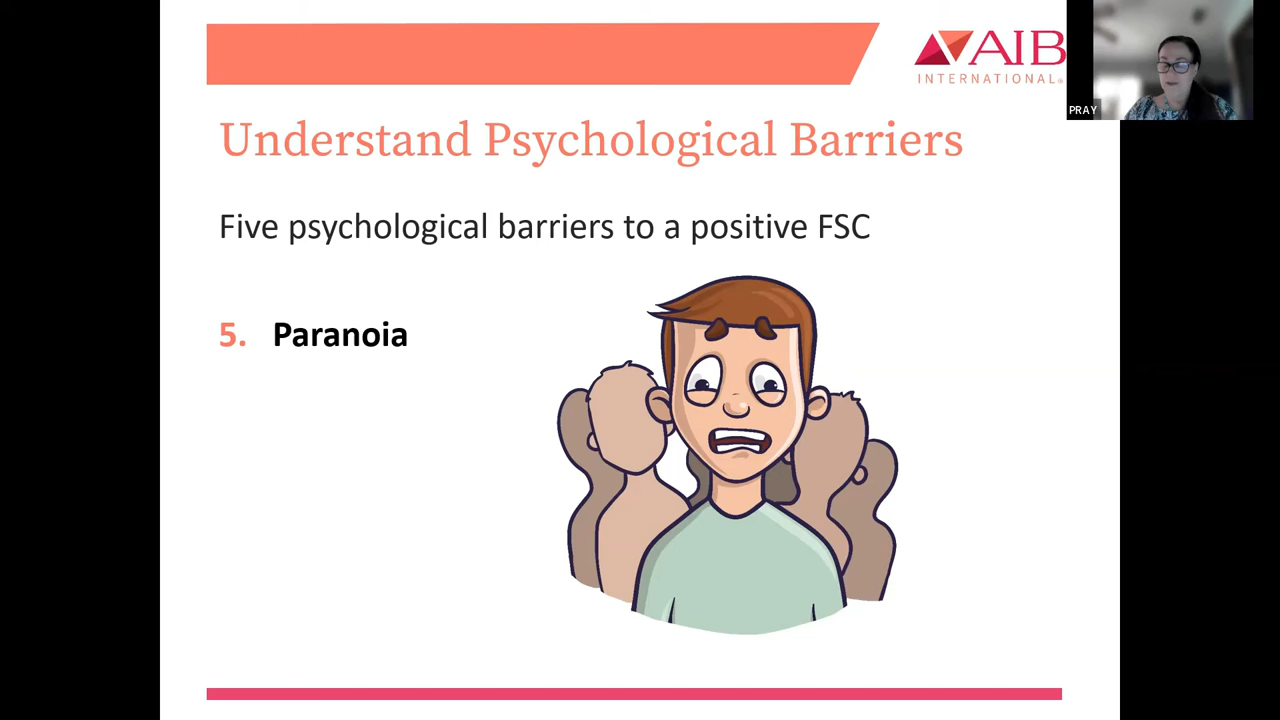 AIB
INTERNATIONAL®
PRAY
Understand Psychological Barriers
Five psychological barriers to a positive FSC
5. Paranoia